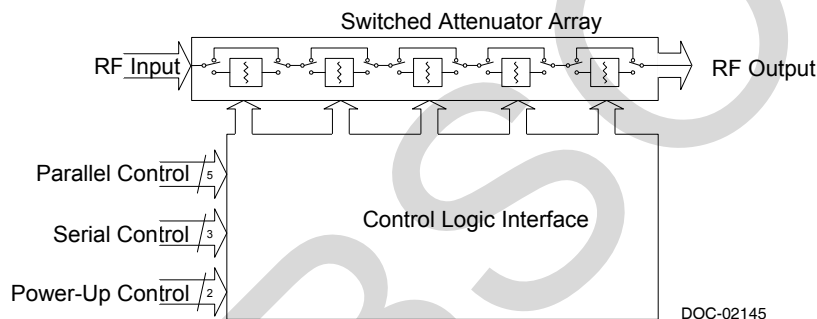 Switched Attenuator Array
RF Input
RF Output
Parallel Control
5
Serial Control
3
Control Logic Interface
Power-Up Control
2
DOC-02145